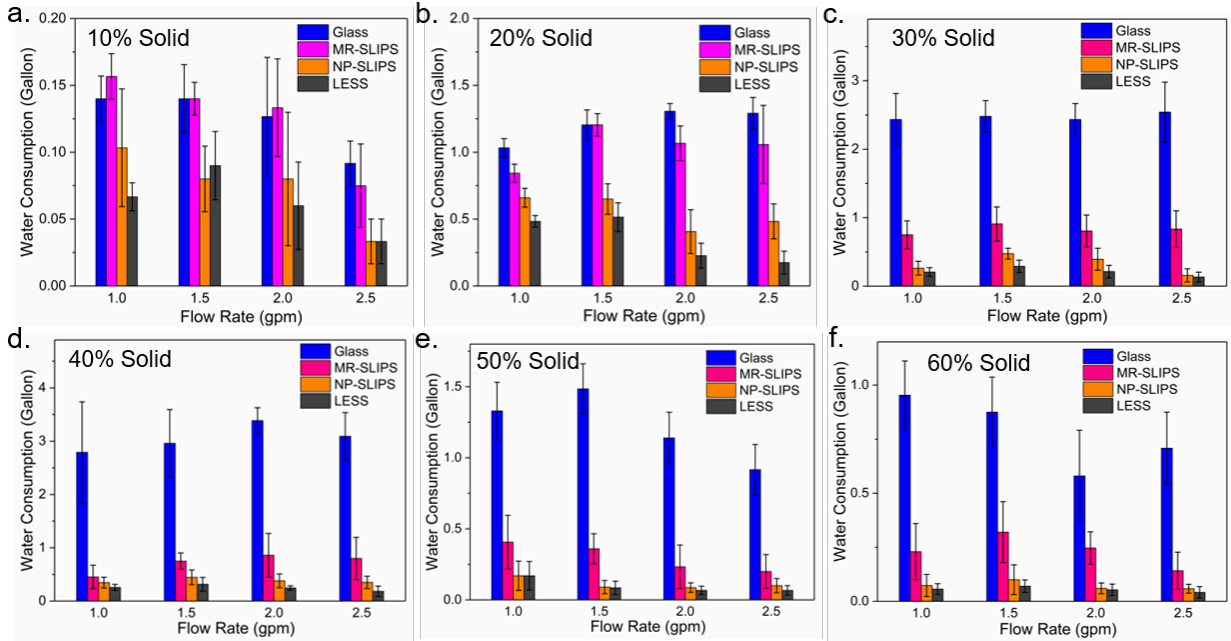 a.
10% Solid
Glass
MR-SLIPS
NP-SLIPS
LESS
Water Consumption (Gallon)
0.20
0.15
0.10
0.05
0.00
1.0 1.5 2.0 2.5
Flow Rate (gpm)
b.
20% Solid
Glass
MR-SLIPS
NP-SLIPS
LESS
Water Consumption (Gallon)
2.0
1.5
1.0
0.5
0.0
1.0 1.5 2.0 2.5
Flow Rate (gpm)
c.
30% Solid
Glass
MR-SLIPS
NP-SLIPS
LESS
Water Consumption (Gallon)
3
2
1
0
1.0 1.5 2.0 2.5
Flow Rate (gpm)
d.
40% Solid
Glass
MR-SLIPS
NP-SLIPS
LESS
Water Consumption (Gallon)
4
3
2
1
0
1.0 1.5 2.0 2.5
Flow Rate (gpm)
e.
50% Solid
Glass
MR-SLIPS
NP-SLIPS
LESS
Water Consumption (Gallon)
1.5
1.0
0.5
0.0
1.0 1.5 2.0 2.5
Flow Rate (gpm)
f.
60% Solid
Glass
MR-SLIPS
NP-SLIPS
LESS
Water Consumption (Gallon)
1.0
0.5
0.0
1.0 1.5 2.0 2.5
Flow Rate (gpm)